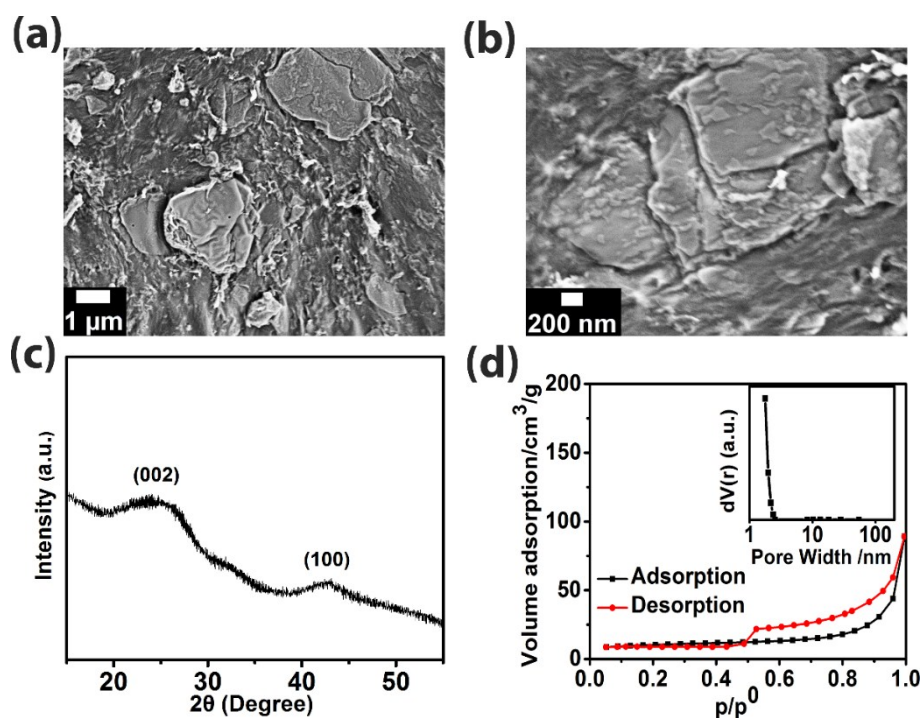 (a)
1 µm
(b)
200 nm
(c)
Intensity (a.u.)
(002)
(100)
20 30 40 50
2θ (Degree)
(d)
Volume adsorption/cm³/g
200
150
100
50
0
0.0 0.2 0.4 0.6 0.8 1.0
p/p⁰
Adsorption
Desorption
dV(r) (a.u.)
1 10 100
Pore Width /nm